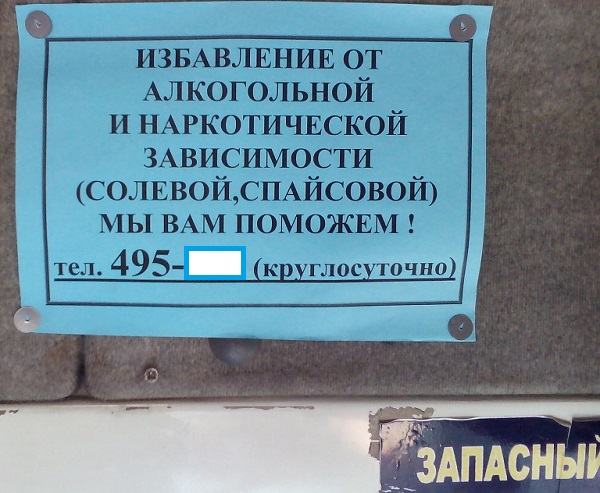 ИЗБАВЛЕНИЕ ОТ
АЛКОГОЛЬНОЙ
И НАРКОТИЧЕСКОЙ
ЗАВИСИМОСТИ
(СОЛЕВОЙ,СПАЙСОВОЙ)
МЫ ВАМ ПОМОЖЕМ !
тел. 495- (круглосуточно)
ЗАПАСНЫЙ